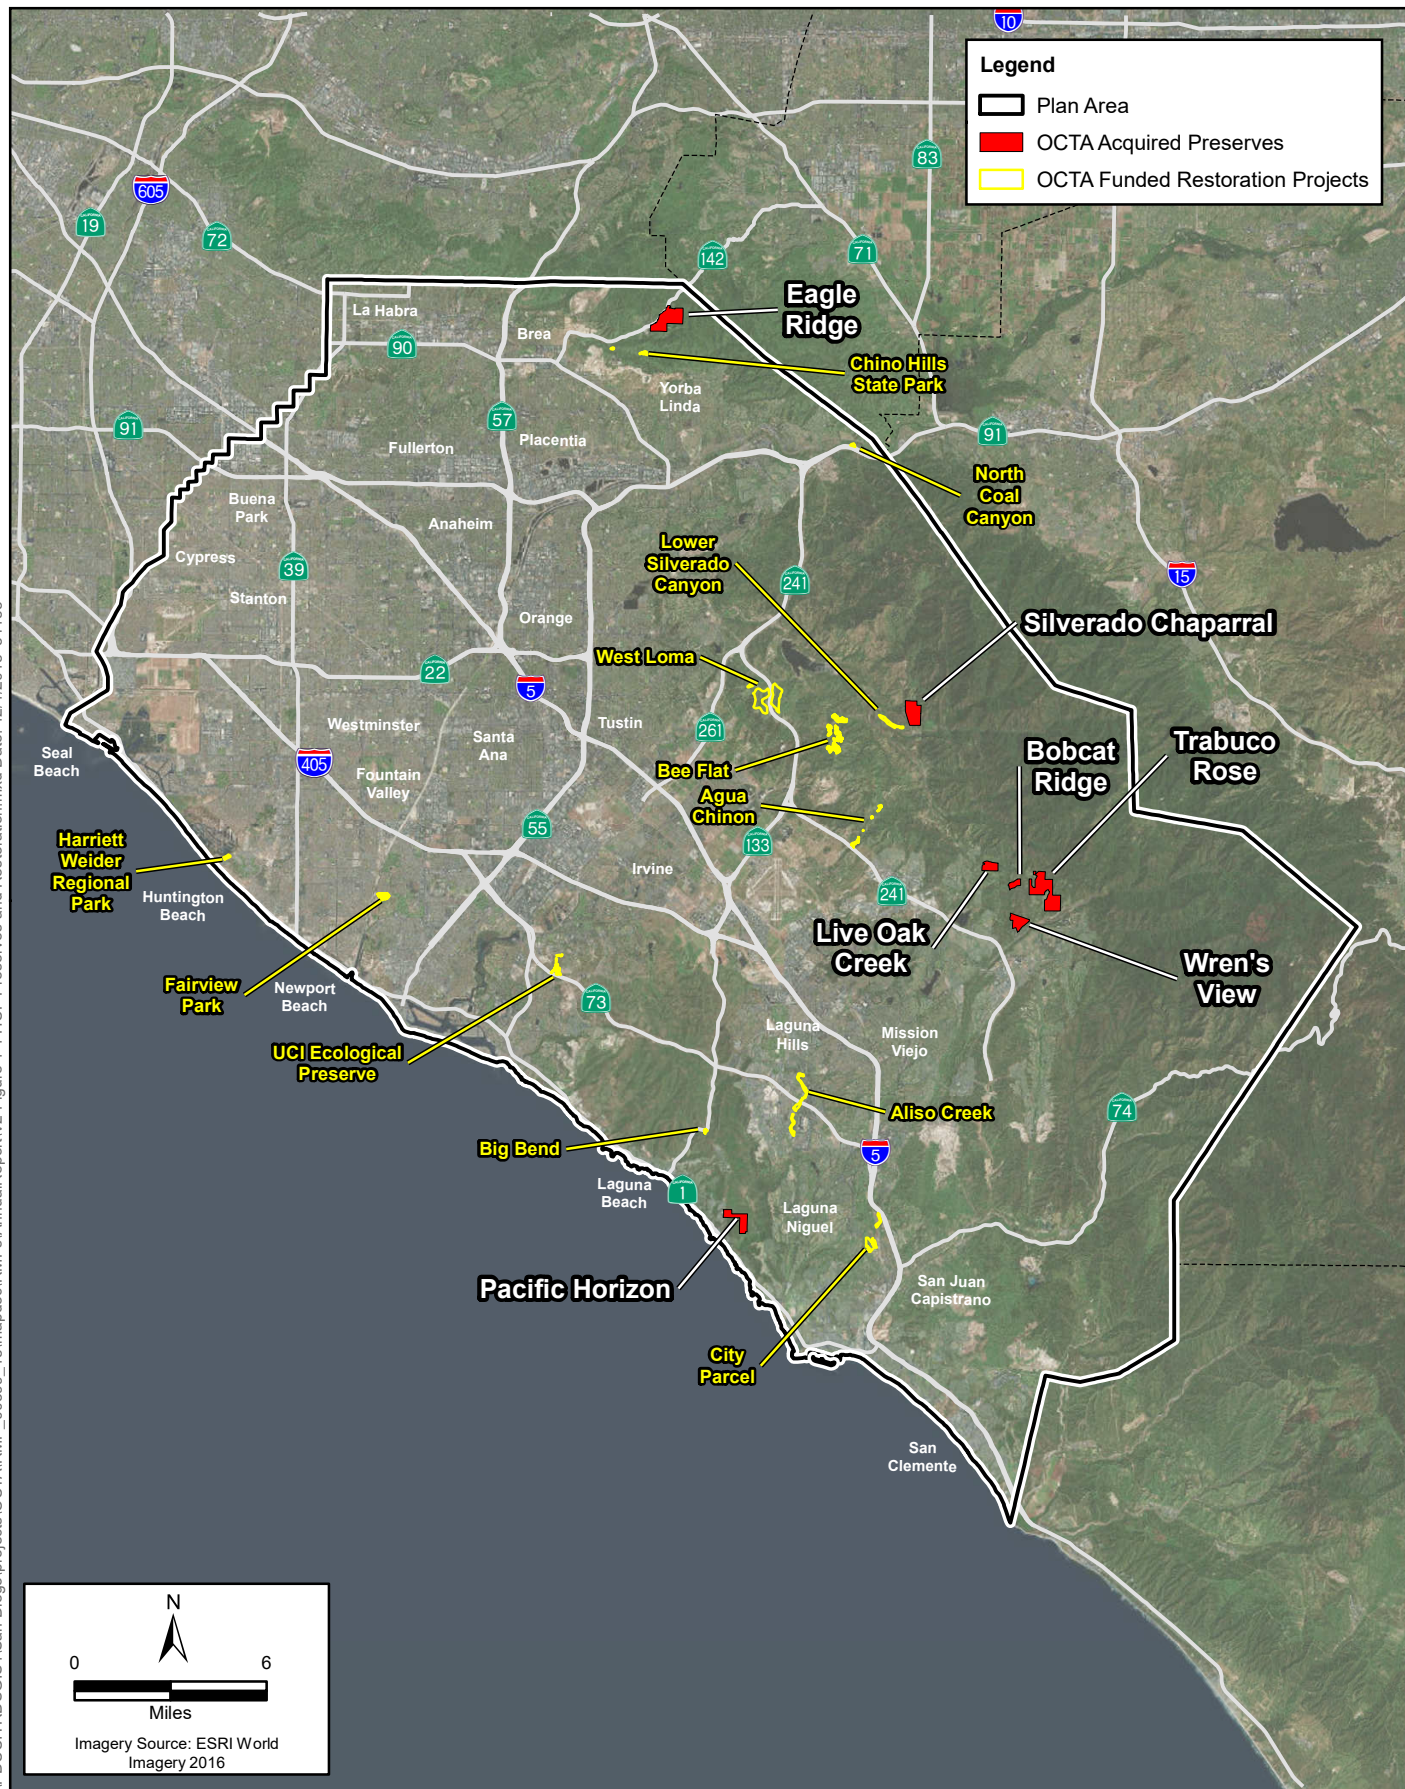 Legend
Plan Area
OCTA Acquired Preserves
OCTA Funded Restoration Projects
10
83
605
19
72
142
71
Eagle
Ridge
La Habra
Brea
90
Chino Hills
State Park
Yorba
Linda
91
57
91
Fullerton
Placentia
North
Coal
Canyon
Buena
Park
Anaheim
Cypress
Lower
Silverado
Canyon
39
241
15
Stanton
Orange
Silverado Chaparral
West Loma
22
5
Westminster
Tustin
261
Santa
Ana
Seal
Beach
405
Bobcat
Ridge
Trabuco
Rose
Fountain
Valley
Bee Flat
Agua
Chinon
55
133
Harriett
Weider
Regional
Park
Irvine
Huntington
Beach
241
Live Oak
Creek
Wren's
View
Fairview
Park
Newport
Beach
73
Laguna
Hills
Mission
Viejo
UCI Ecological
Preserve
Aliso Creek
74
Big Bend
5
Laguna
Beach
1
Laguna
Niguel
Pacific Horizon
San Juan
Capistrano
City
Parcel
San
Clemente
N
0 6
Miles
Imagery Source: ESRI World
Imagery 2016